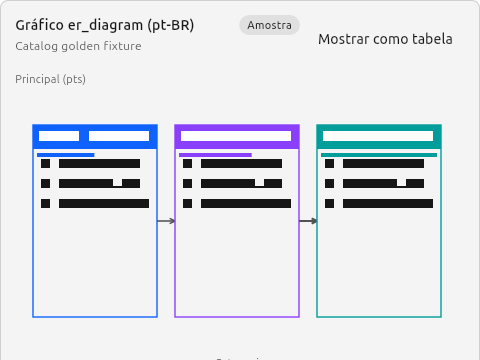 Gráfico er_diagram (pt-BR)
Amostra
Mostrar como tabela
Catalog golden fixture
Principal (pts)